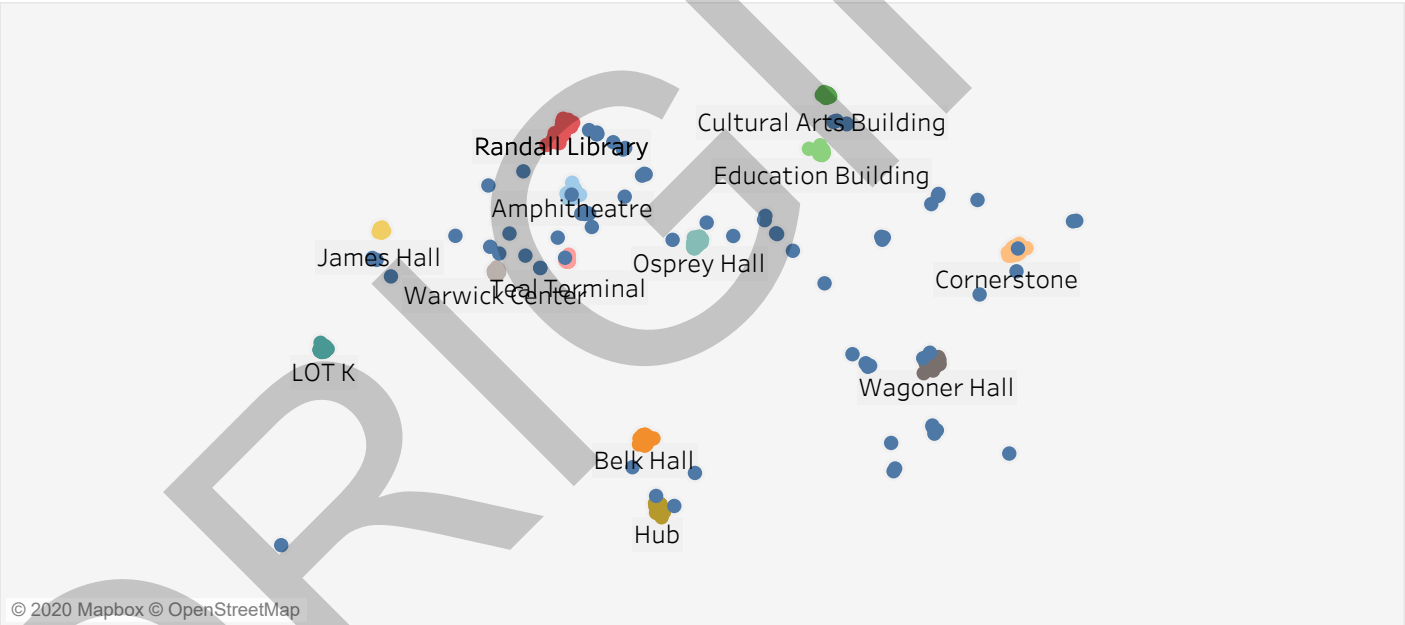 Cultural Arts Building
Randall Library
Education Building
Amphitheatre
James Hall
Osprey Hall
Cornerstone
Teal Terminal
Warwick Center
LOT K
Wagoner Hall
Belk Hall
Hub
© 2020 Mapbox © OpenStreetMap
RIGI